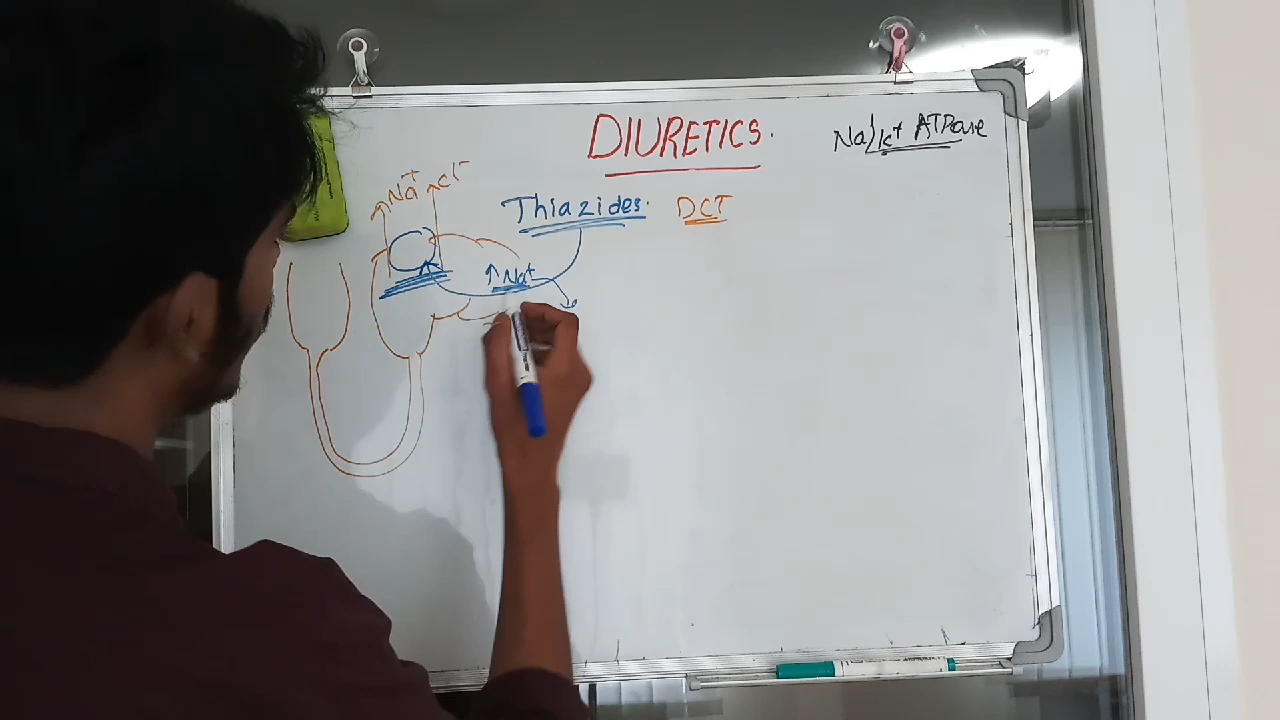 DIURETICS.
Na/K+ ATPase
Na+ Cl-
Thiazides. DCT
↑ Na+